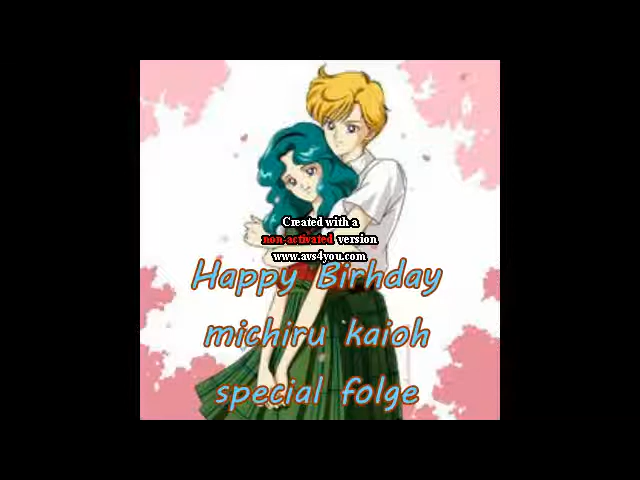 Created with a
non-activated version
www.avs4you.com
Happy Birhday
michiru kaioh
special folge